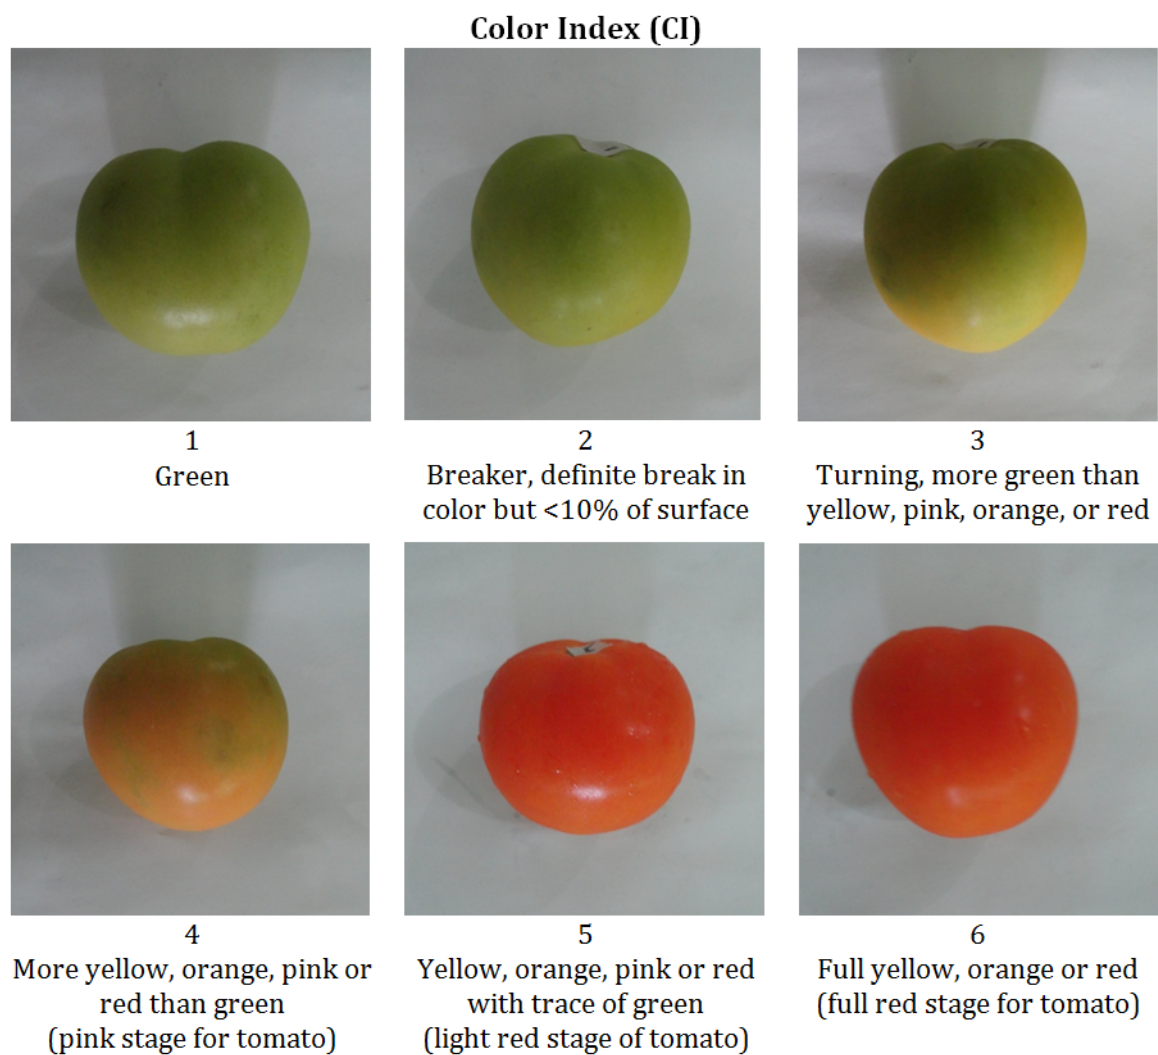 Color Index (CI)
1
Green
2
Breaker, definite break in
color but <10% of surface
3
Turning, more green than
yellow, pink, orange, or red
4
More yellow, orange, pink or
red than green
(pink stage for tomato)
5
Yellow, orange, pink or red
with trace of green
(light red stage of tomato)
6
Full yellow, orange or red
(full red stage for tomato)